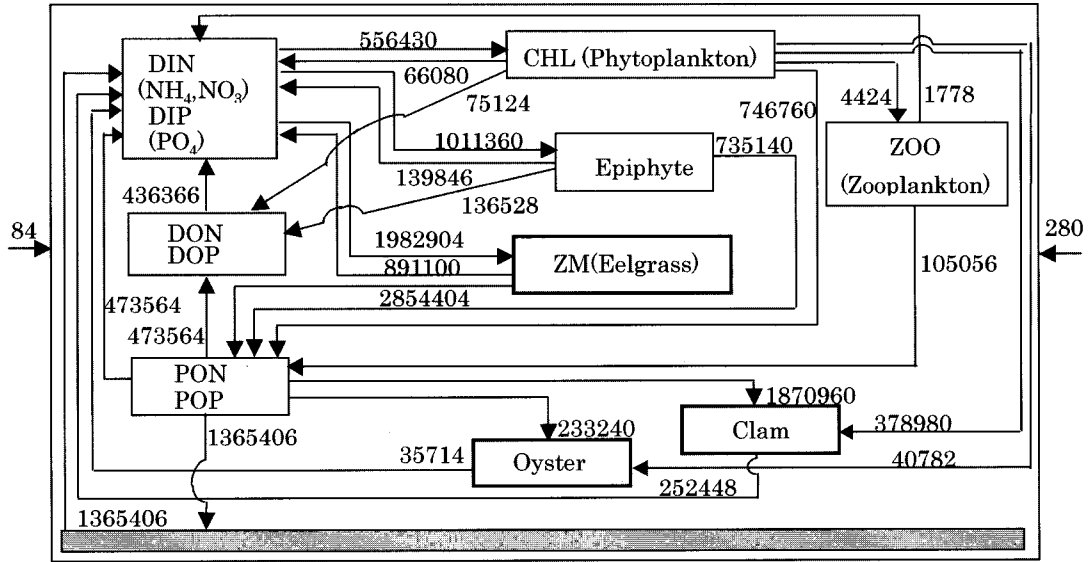 556430
CHL (Phytoplankton)
DIN
(NH₄,NO₃)
DIP
(PO₄)
66080
75124
746760
4424
1778
1011360
735140
ZOO
(Zooplankton)
Epiphyte
139846
436366
136528
84
DON
DOP
1982904
ZM(Eelgrass)
280
891100
105056
2854404
473564
473564
PON
POP
1870960
1365406
233240
Clam
378980
35714
Oyster
40782
252448
1365406